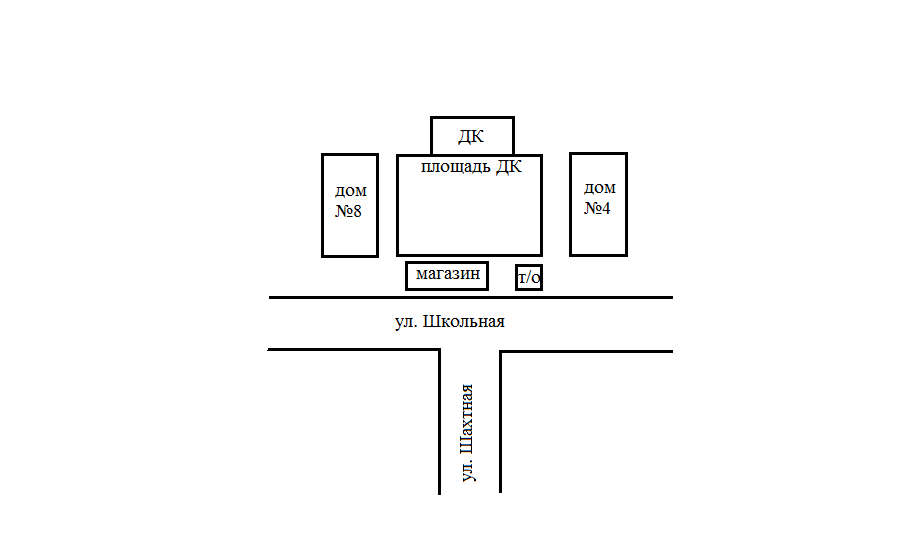 ДК
площадь ДК
дом
№8
дом
№4
магазин
т/о
ул. Школьная
ул. Шахтная